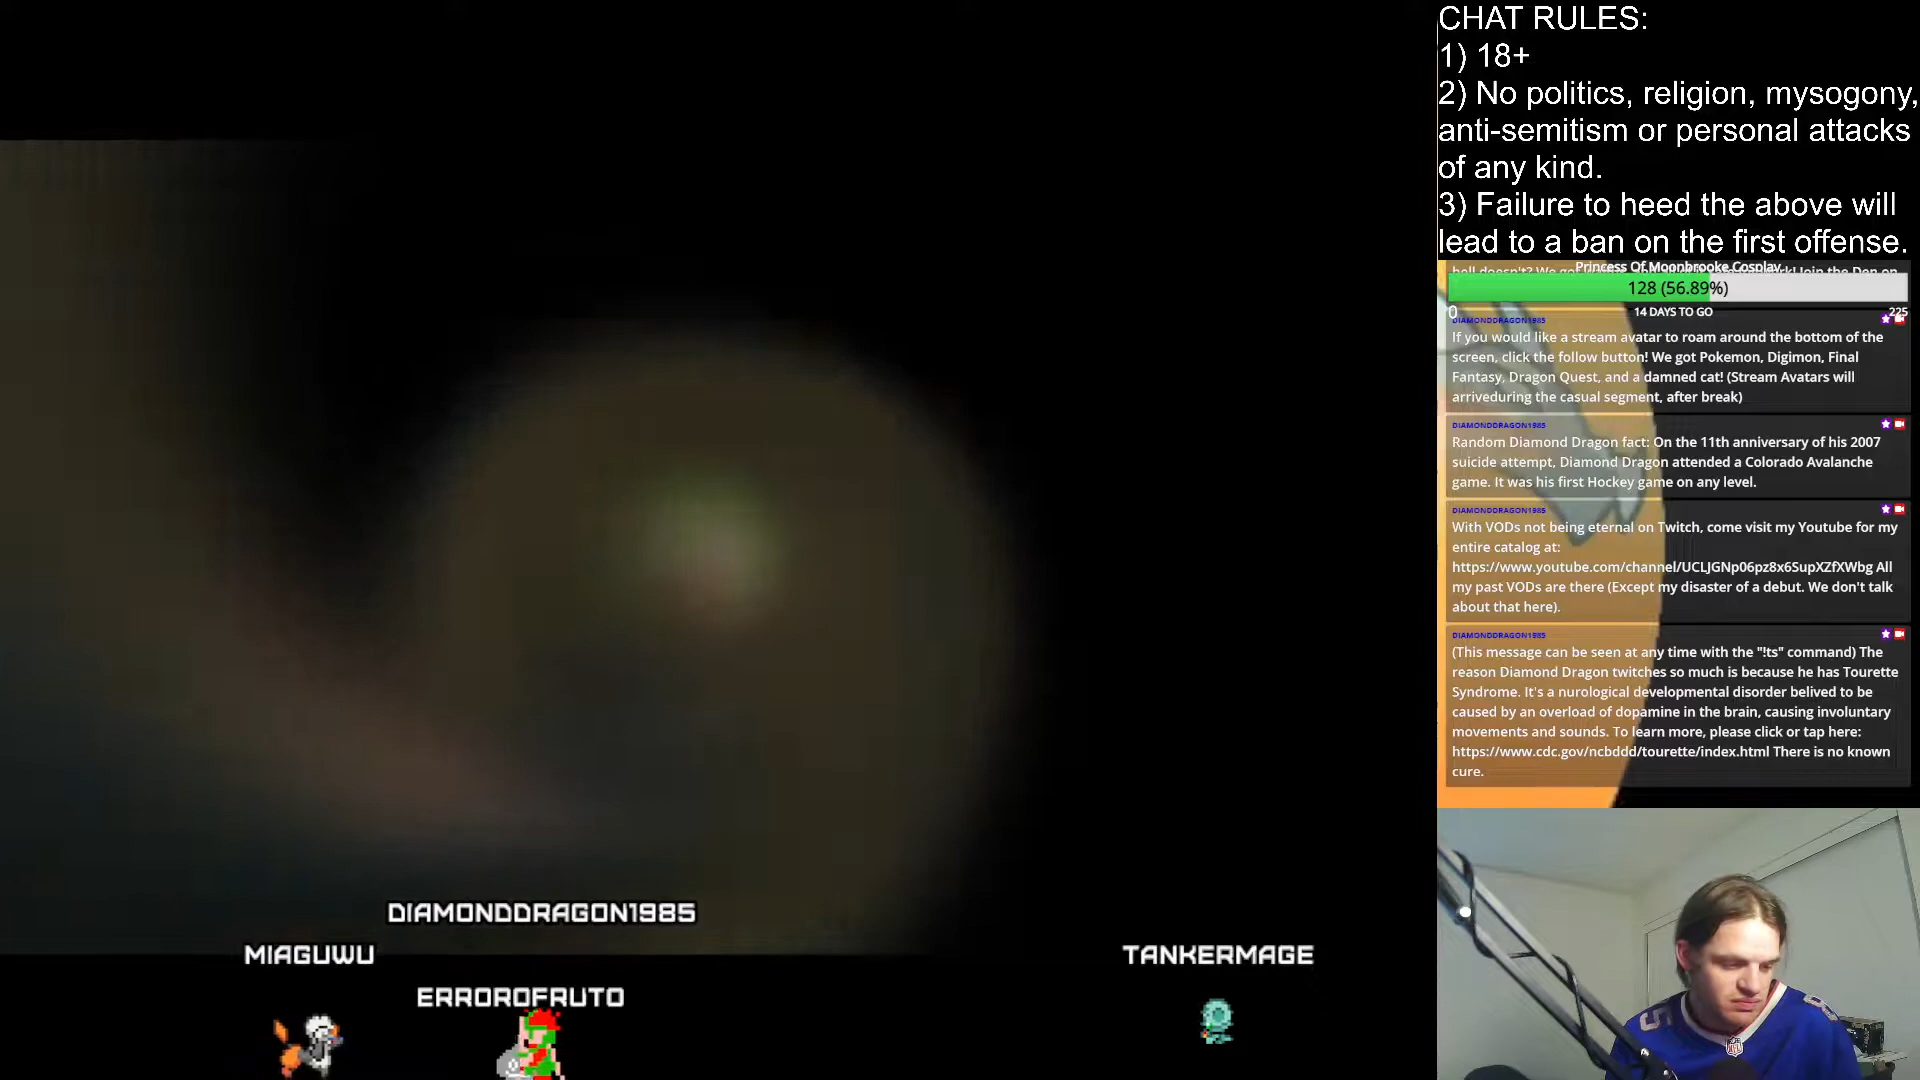 CHAT RULES:
1) 18+
2) No politics, religion, mysogony,
anti-semitism or personal attacks
of any kind.
3) Failure to heed the above will
lead to a ban on the first offense.
Princess Of Moonbrooke Cosplay
128 (56.89%)
0 14 DAYS TO GO 225
DIAMONDDRAGON1985
If you would like a stream avatar to roam around the bottom of the
screen, click the follow button! We got Pokemon, Digimon, Final
Fantasy, Dragon Quest, and a damned cat! (Stream Avatars will
arriveduring the casual segment, after break)
DIAMONDDRAGON1985
Random Diamond Dragon fact: On the 11th anniversary of his 2007
suicide attempt, Diamond Dragon attended a Colorado Avalanche
game. It was his first Hockey game on any level.
DIAMONDDRAGON1985
With VODs not being eternal on Twitch, come visit my Youtube for my
entire catalog at:
https://www.youtube.com/channel/UCLJGNp06pz8x6SupXZfXWbg All
my past VODs are there (Except my disaster of a debut. We don't talk
about that here).
DIAMONDDRAGON1985
(This message can be seen at any time with the "!ts" command) The
reason Diamond Dragon twitches so much is because he has Tourette
Syndrome. It's a nurological developmental disorder belived to be
caused by an overload of dopamine in the brain, causing involuntary
movements and sounds. To learn more, please click or tap here:
https://www.cdc.gov/ncbddd/tourette/index.html There is no known
cure.
DIAMONDDRAGON1985
MIAGUWU
TANKERMAGE
ERROROFRUTO
NFL